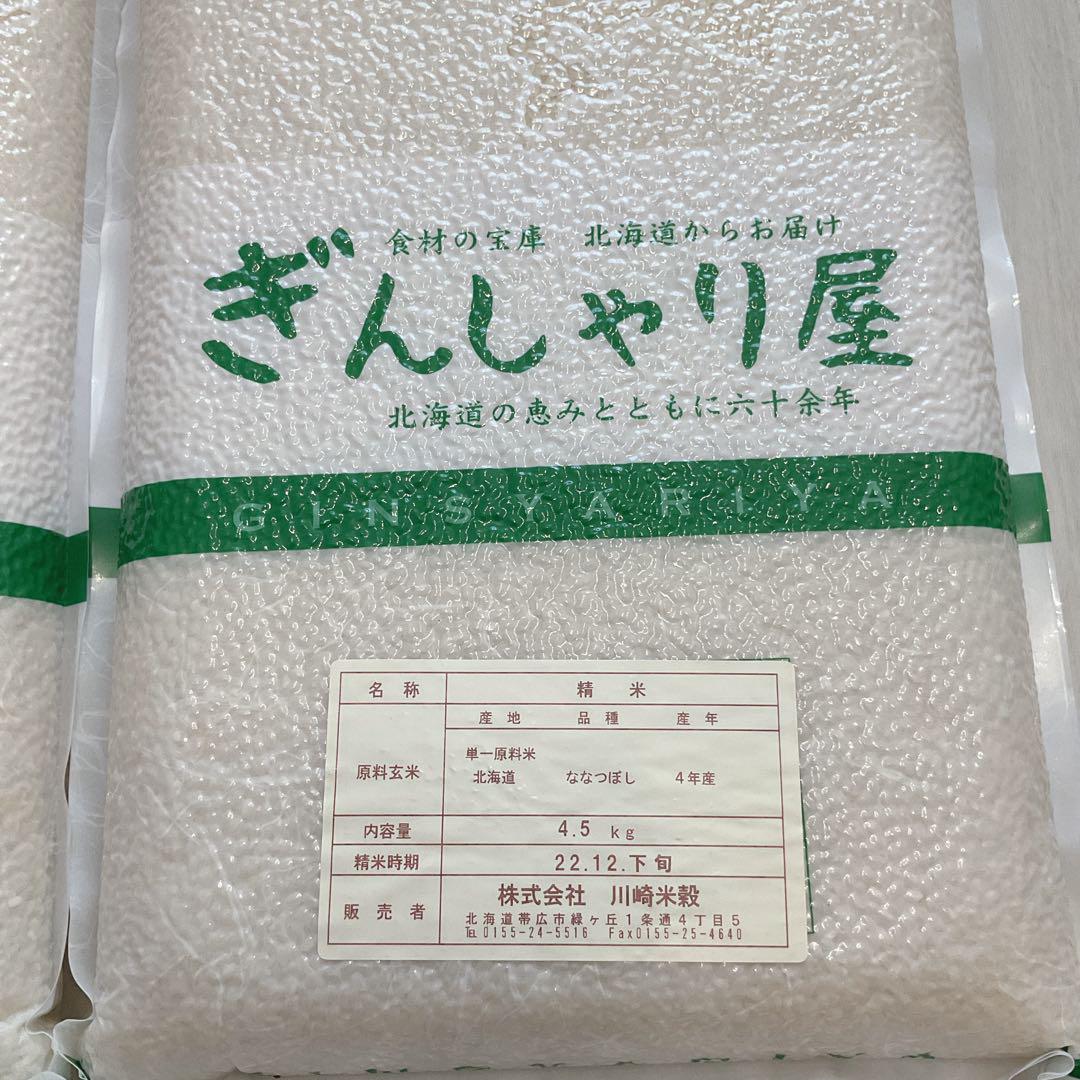 食材の宝庫　北海道からお届け
ぎんしゃり屋
北海道の恵みとともに六十余年
GINSYARIYA
名称　精米
産地　品種　産年
原料玄米
単一原料米
北海道　ななつぼし　4年産
内容量　4.5 kg
精米時期　22.12.下旬
販売者
株式会社　川崎米穀
北海道帯広市緑ヶ丘1条通4丁目5
℡0155-24-5516　Fax0155-25-4640